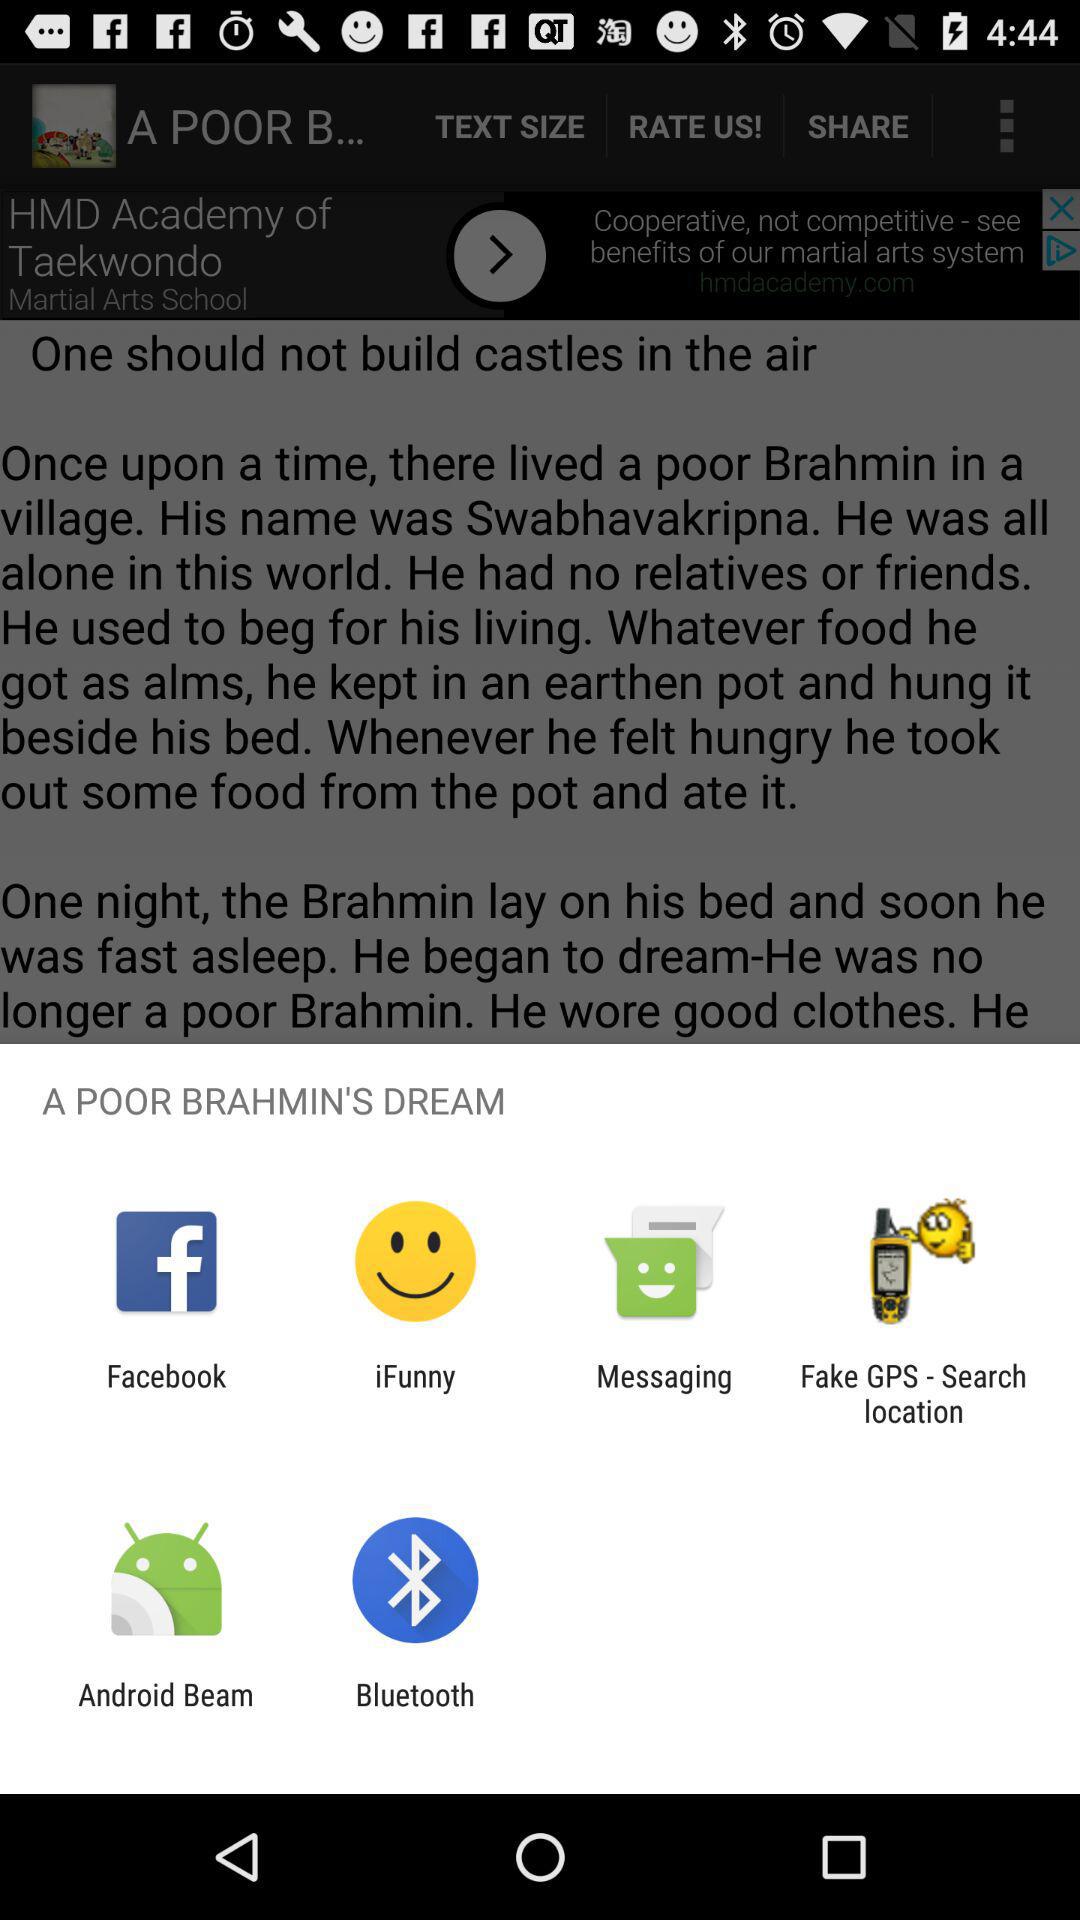 4:44
A POOR B...
TEXT SIZE
RATE US!
SHARE
HMD Academy of
Taekwondo
Martial Arts School
Cooperative, not competitive - see
benefits of our martial arts system
hmdacademy.com
One should not build castles in the air
Once upon a time, there lived a poor Brahmin in a
village. His name was Swabhavakripna. He was all
alone in this world. He had no relatives or friends.
He used to beg for his living. Whatever food he
got as alms, he kept in an earthen pot and hung it
beside his bed. Whenever he felt hungry he took
out some food from the pot and ate it.
One night, the Brahmin lay on his bed and soon he
was fast asleep. He began to dream-He was no
longer a poor Brahmin. He wore good clothes. He
A POOR BRAHMIN'S DREAM
Facebook
iFunny
Messaging
Fake GPS - Search
location
Android Beam
Bluetooth